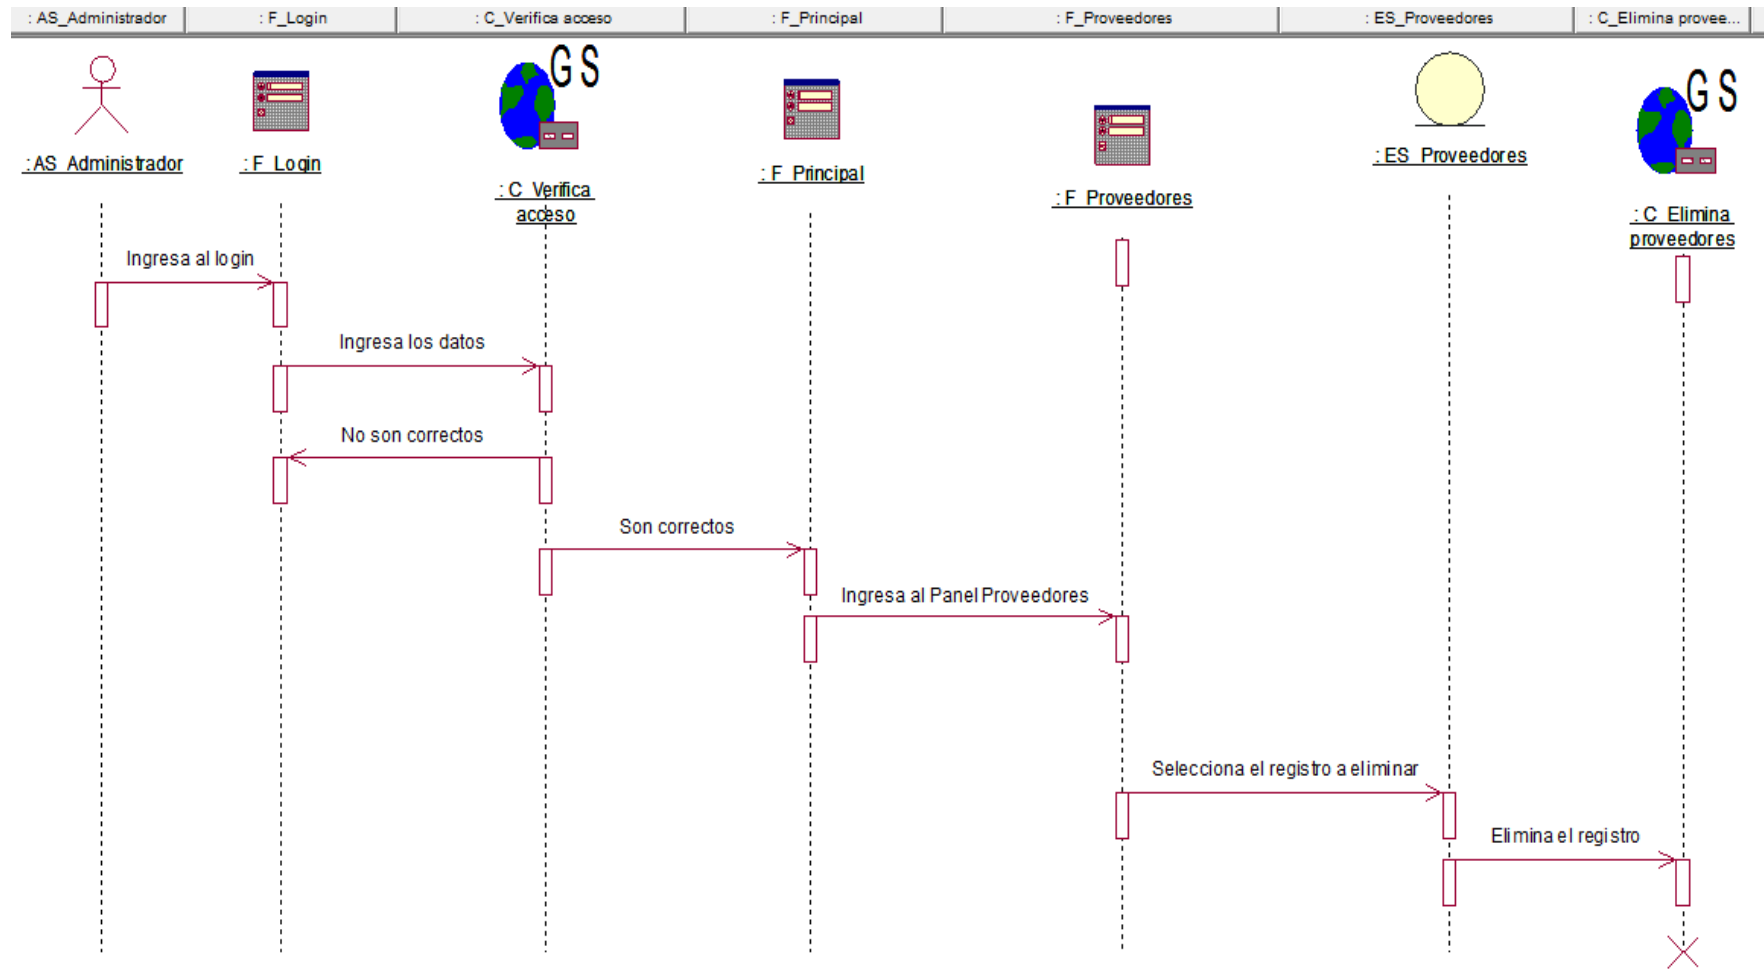 : AS_Administrador
: F_Login
: C_Verifica acceso
: F_Principal
: F_Proveedores
: ES_Proveedores
: C_Elimina provee...
GS
GS
: AS_Administrador
: F_Login
: C_Verifica
acceso
: F_Principal
: F_Proveedores
: ES_Proveedores
: C_Elimina
proveedores
Ingresa al login
Ingresa los datos
No son correctos
Son correctos
Ingresa al Panel Proveedores
Selecciona el registro a eliminar
Elimina el registro